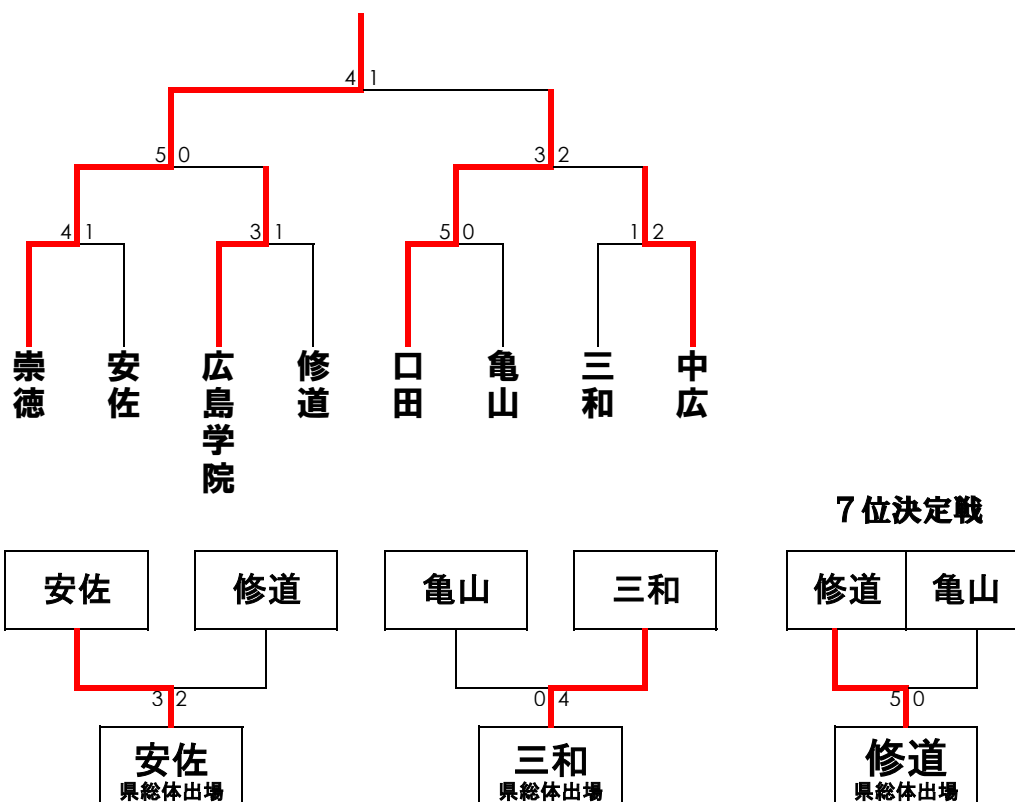 4 1
5 0
3 2
4 1
3 1
5 0
1 2
崇徳
安佐
広島学院
修道
口田
亀山
三和
中広
7位決定戦
安佐
修道
亀山
三和
修道
亀山
3 2
0 4
5 0
安佐
県総体出場
三和
県総体出場
修道
県総体出場